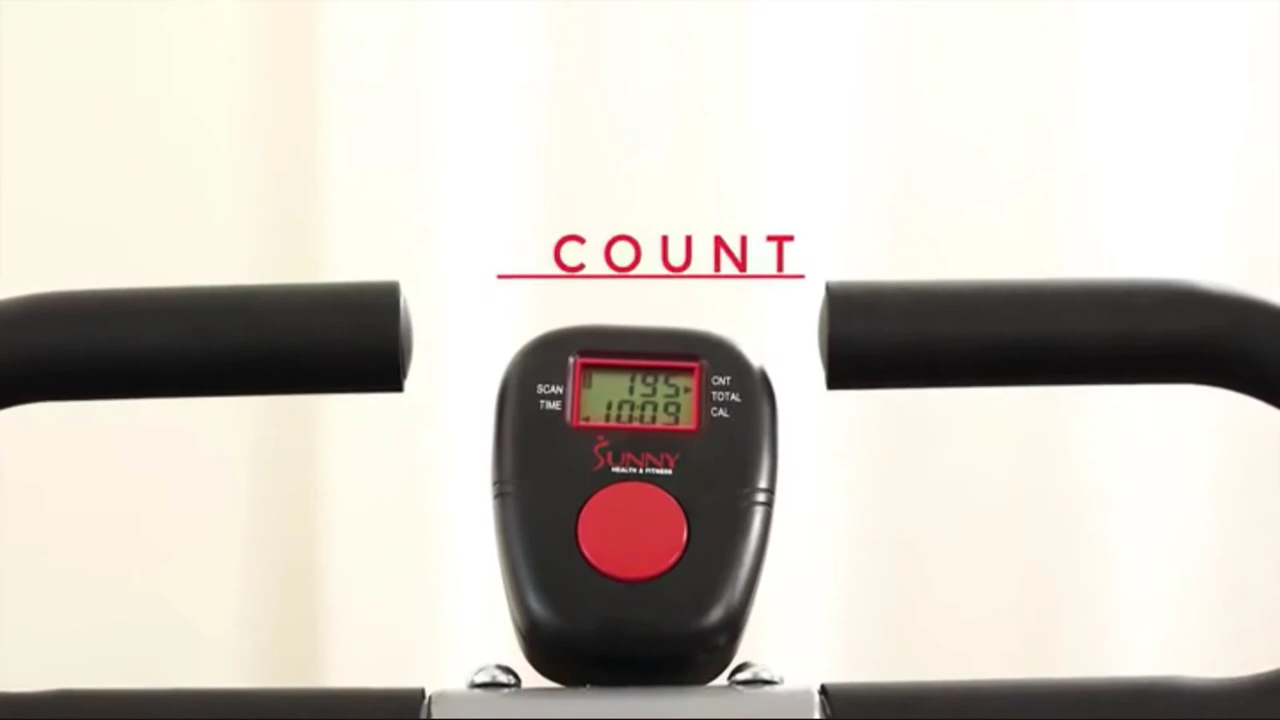 COUNT
195
10:09
SCAN
TIME
CNT
TOTAL
CAL
SUNNY
HEALTH & FITNESS